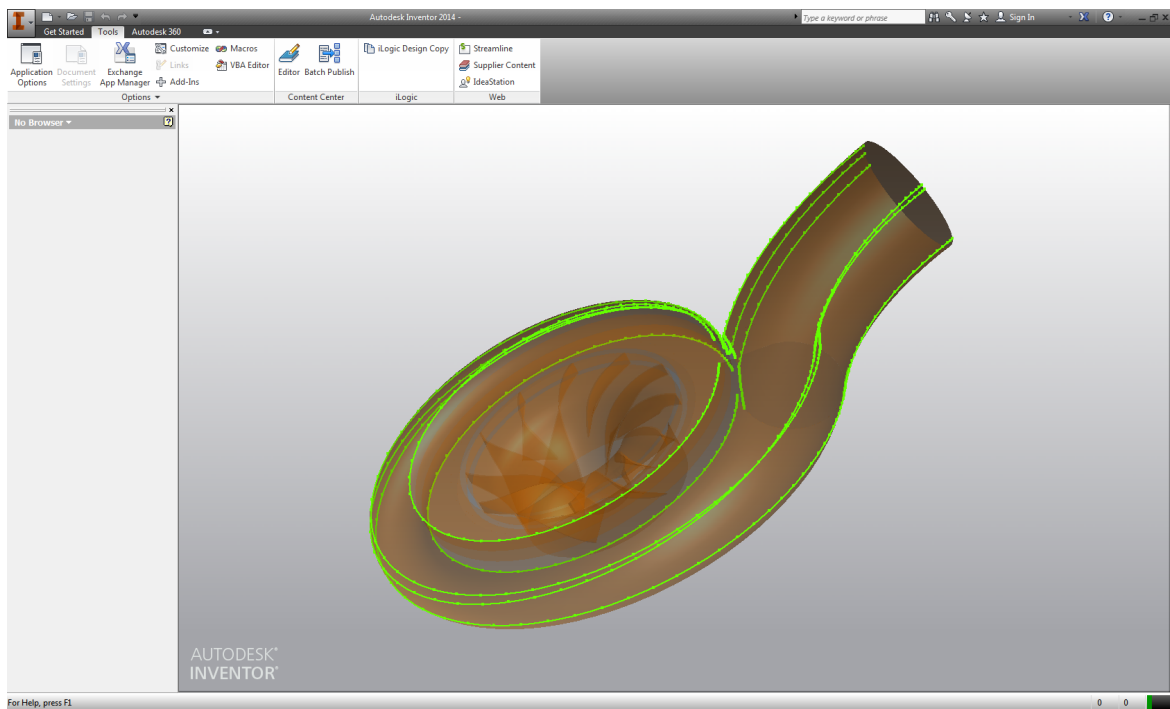 Autodesk Inventor 2014 -
Type a keyword or phrase
Sign In
Get Started Tools Autodesk 360
Application Options
Document Settings
Exchange App Manager
Customize
Links
Add-Ins
Macros
VBA Editor
Options
Editor
Batch Publish
Content Center
iLogic Design Copy
iLogic
Streamline
Supplier Content
IdeaStation
Web
No Browser
AUTODESK®
INVENTOR®
For Help, press F1
0 0